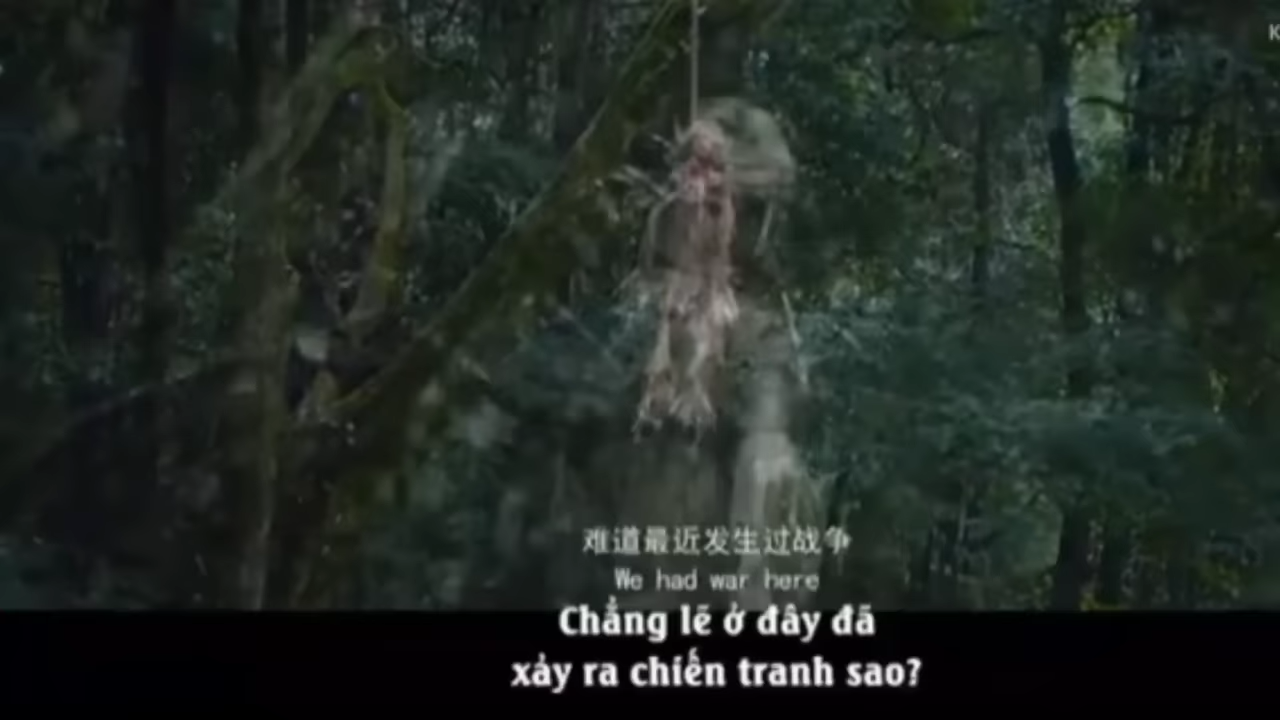 K
难道最近发生过战争
We had war here
Chẳng lẽ ở đây đã
xảy ra chiến tranh sao?